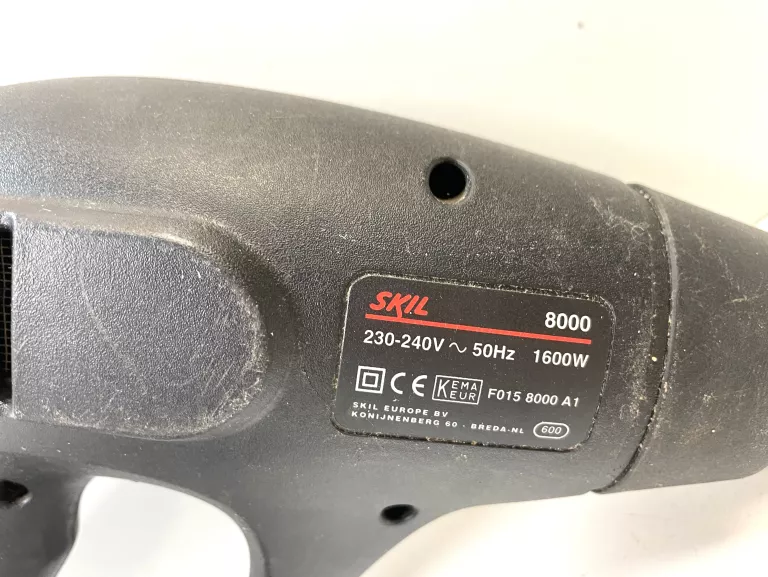 SKIL
8000
230-240V ~ 50Hz 1600W
CE KEMA KEUR F015 8000 A1
SKIL EUROPE BV
KONIJNENBERG 60 · BREDA-NL 600